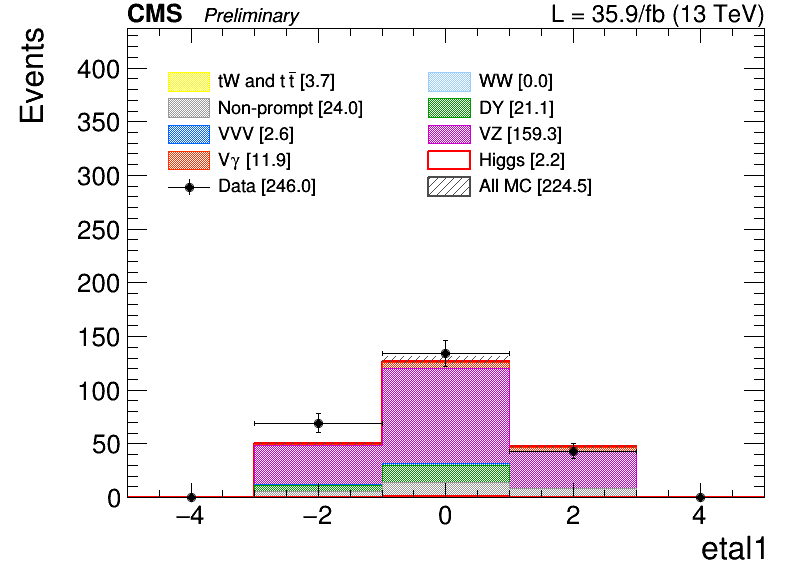 CMS Preliminary L = 35.9/fb (13 TeV)
Events
400
350
300
250
200
150
100
50
0
tW and t t̅ [3.7]
Non-prompt [24.0]
VVV [2.6]
Vγ [11.9]
Data [246.0]
WW [0.0]
DY [21.1]
VZ [159.3]
Higgs [2.2]
All MC [224.5]
−4 −2 0 2 4
etal1